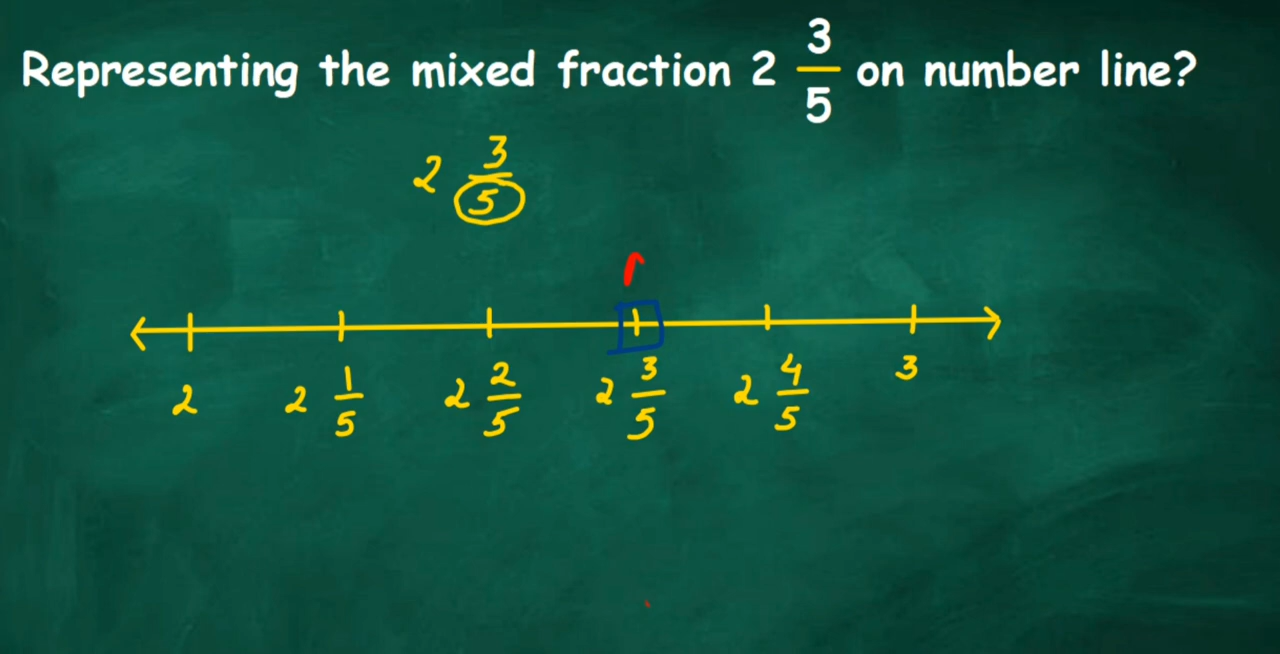 Representing the mixed fraction 2 3/5 on number line?
2 3/5
2 2 1/5 2 2/5 2 3/5 2 4/5 3